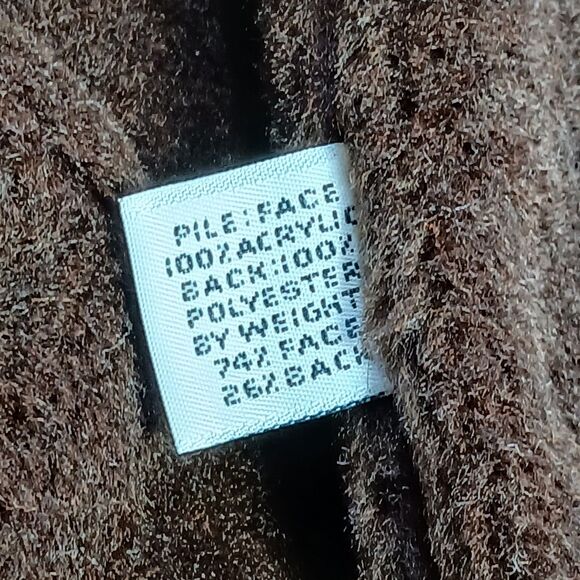 PILE:FACE
100%ACRYLIC
BACK:100%
POLYESTER
BY WEIGHT
74% FACE
26% BACK